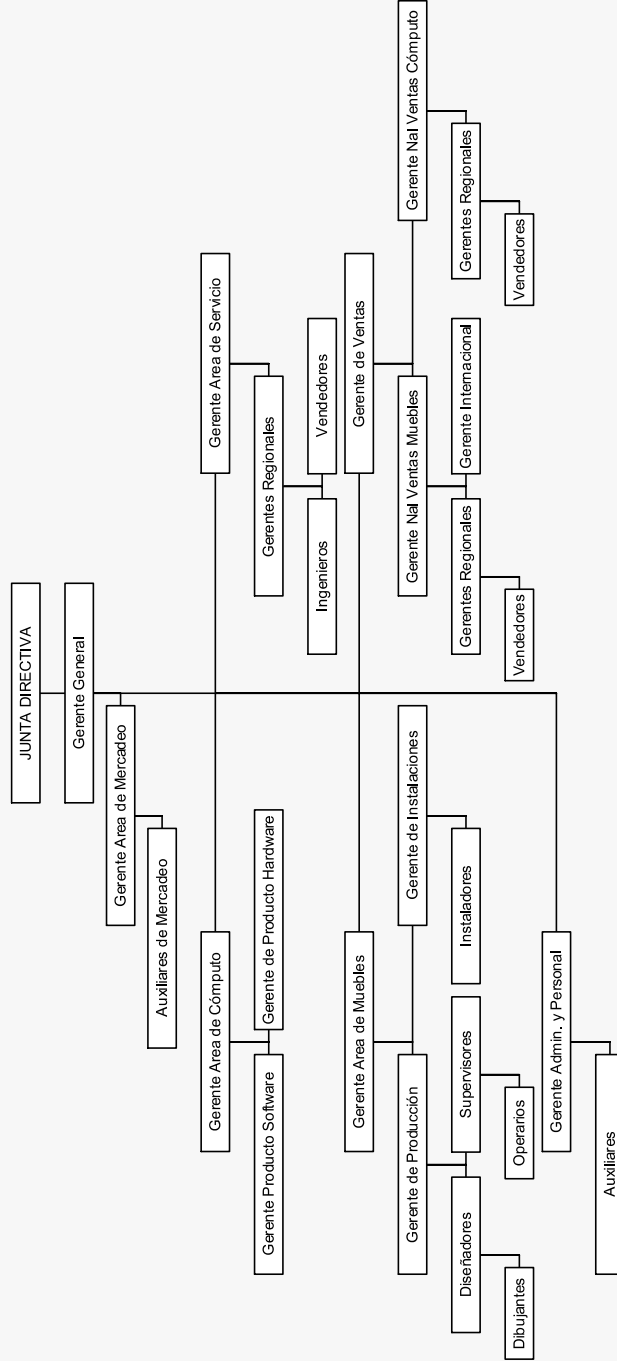 JUNTA DIRECTIVA
Gerente General
Gerente Area de Mercadeo
Auxiliares de Mercadeo
Gerente Area de Cómputo
Gerente Area de Servicio
Gerente Producto Software
Gerente de Producto Hardware
Gerentes Regionales
Ingenieros
Vendedores
Gerente Area de Muebles
Gerente de Ventas
Gerente de Producción
Gerente de Instalaciones
Gerente Nal Ventas Muebles
Gerente Nal Ventas Cómputo
Diseñadores
Supervisores
Instaladores
Gerentes Regionales
Gerente Internacional
Gerentes Regionales
Dibujantes
Operarios
Vendedores
Vendedores
Gerente Admin. y Personal
Auxiliares